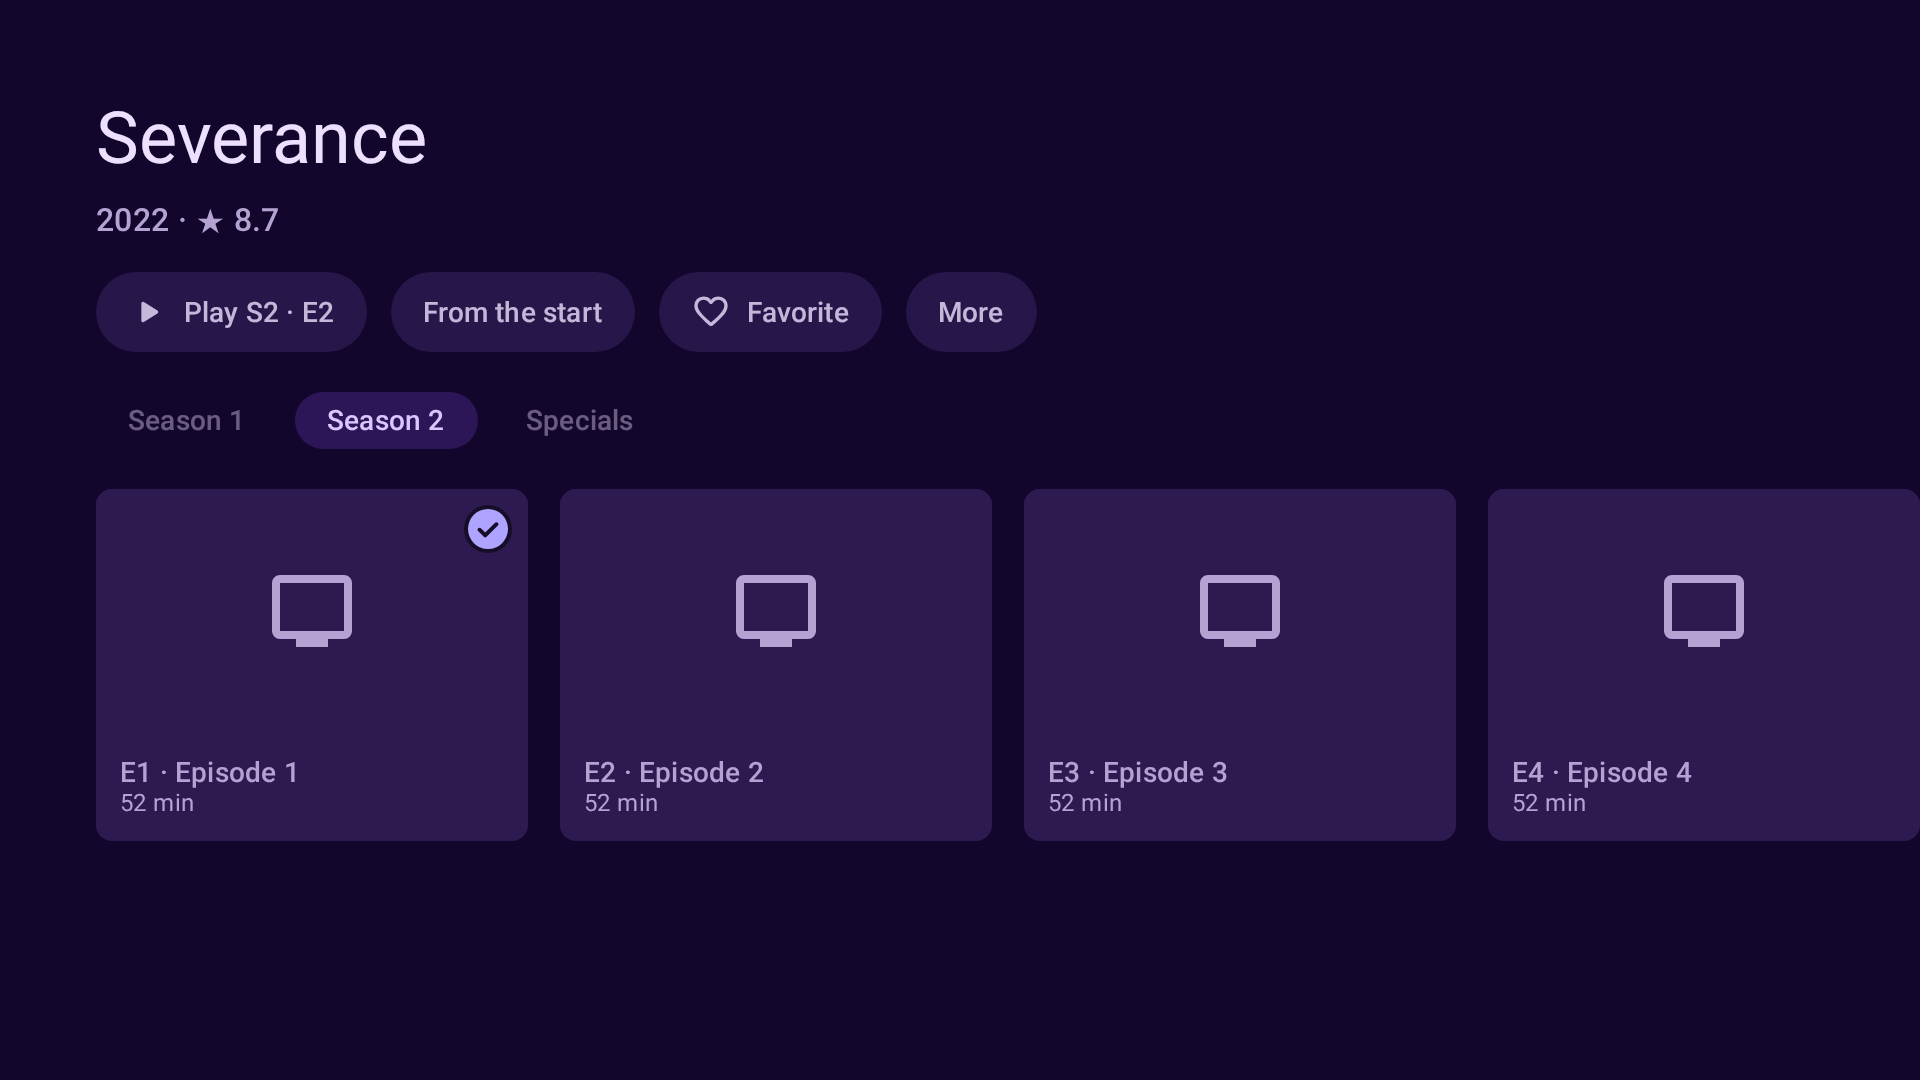 Severance
2022 · ★ 8.7
Play S2 · E2
From the start
Favorite
More
Season 1
Season 2
Specials
E1 · Episode 1
52 min
E2 · Episode 2
52 min
E3 · Episode 3
52 min
E4 · Episode 4
52 min